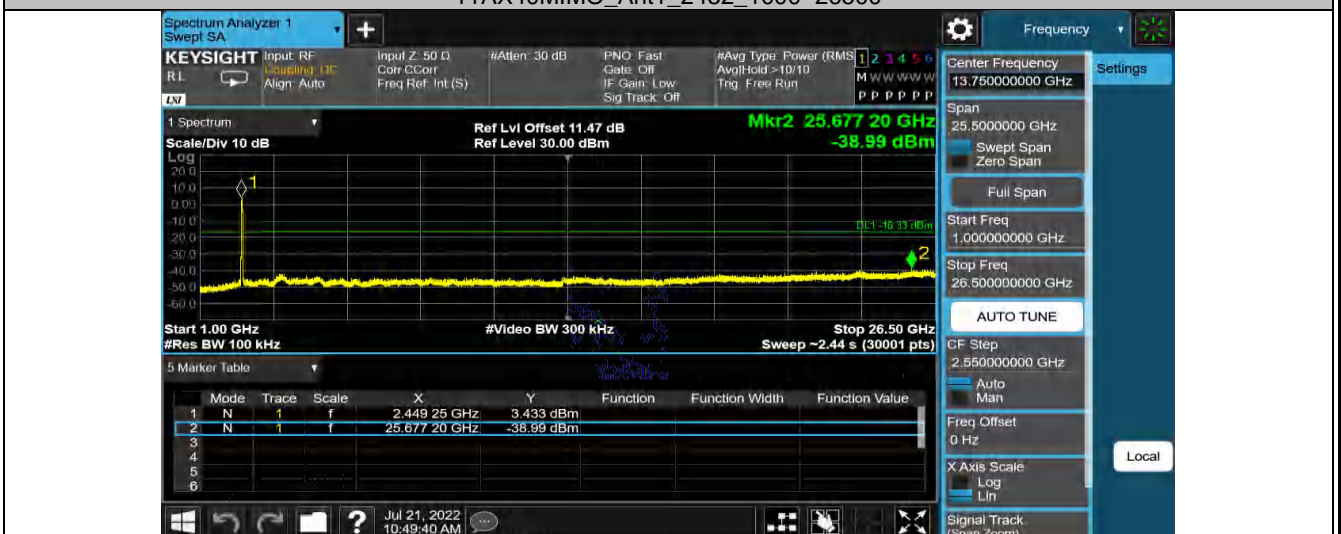 Spectrum Analyzer 1
Swept SA
+
Frequency
KEYSIGHT
RL
LXI
Input: RF
Coupling: DC
Align: Auto
Input Z: 50 Ω
Corr CCorr
Freq Ref: Int (S)
#Atten: 30 dB
PNO: Fast
Gate: Off
IF Gain: Low
Sig Track: Off
#Avg Type: Power (RMS
Avg|Hold >10/10
Trig: Free Run
1 2 3 4 5 6
M W W W W W
P P P P P P
1 Spectrum
Scale/Div 10 dB
Ref Lvl Offset 11.47 dB
Ref Level 30.00 dBm
Mkr2 25.677 20 GHz
-38.99 dBm
Log
20.0
10.0
0.00
-10.0
-20.0
-30.0
-40.0
-50.0
-60.0
1
2
DL1 -16.33 dBm
Start 1.00 GHz
#Res BW 100 kHz
#Video BW 300 kHz
Stop 26.50 GHz
Sweep ~2.44 s (30001 pts)
5 Marker Table
Mode Trace Scale X Y Function Function Width Function Value
1 N 1 f 2.449 25 GHz 3.433 dBm
2 N 1 f 25.677 20 GHz -38.99 dBm
3
4
5
6
?
Jul 21, 2022
10:49:40 AM
Center Frequency
13.750000000 GHz
Settings
Span
25.5000000 GHz
Swept Span
Zero Span
Full Span
Start Freq
1.000000000 GHz
Stop Freq
26.500000000 GHz
AUTO TUNE
CF Step
2.550000000 GHz
Auto
Man
Freq Offset
0 Hz
X Axis Scale
Log
Lin
Local
Signal Track
(Span Zoom)